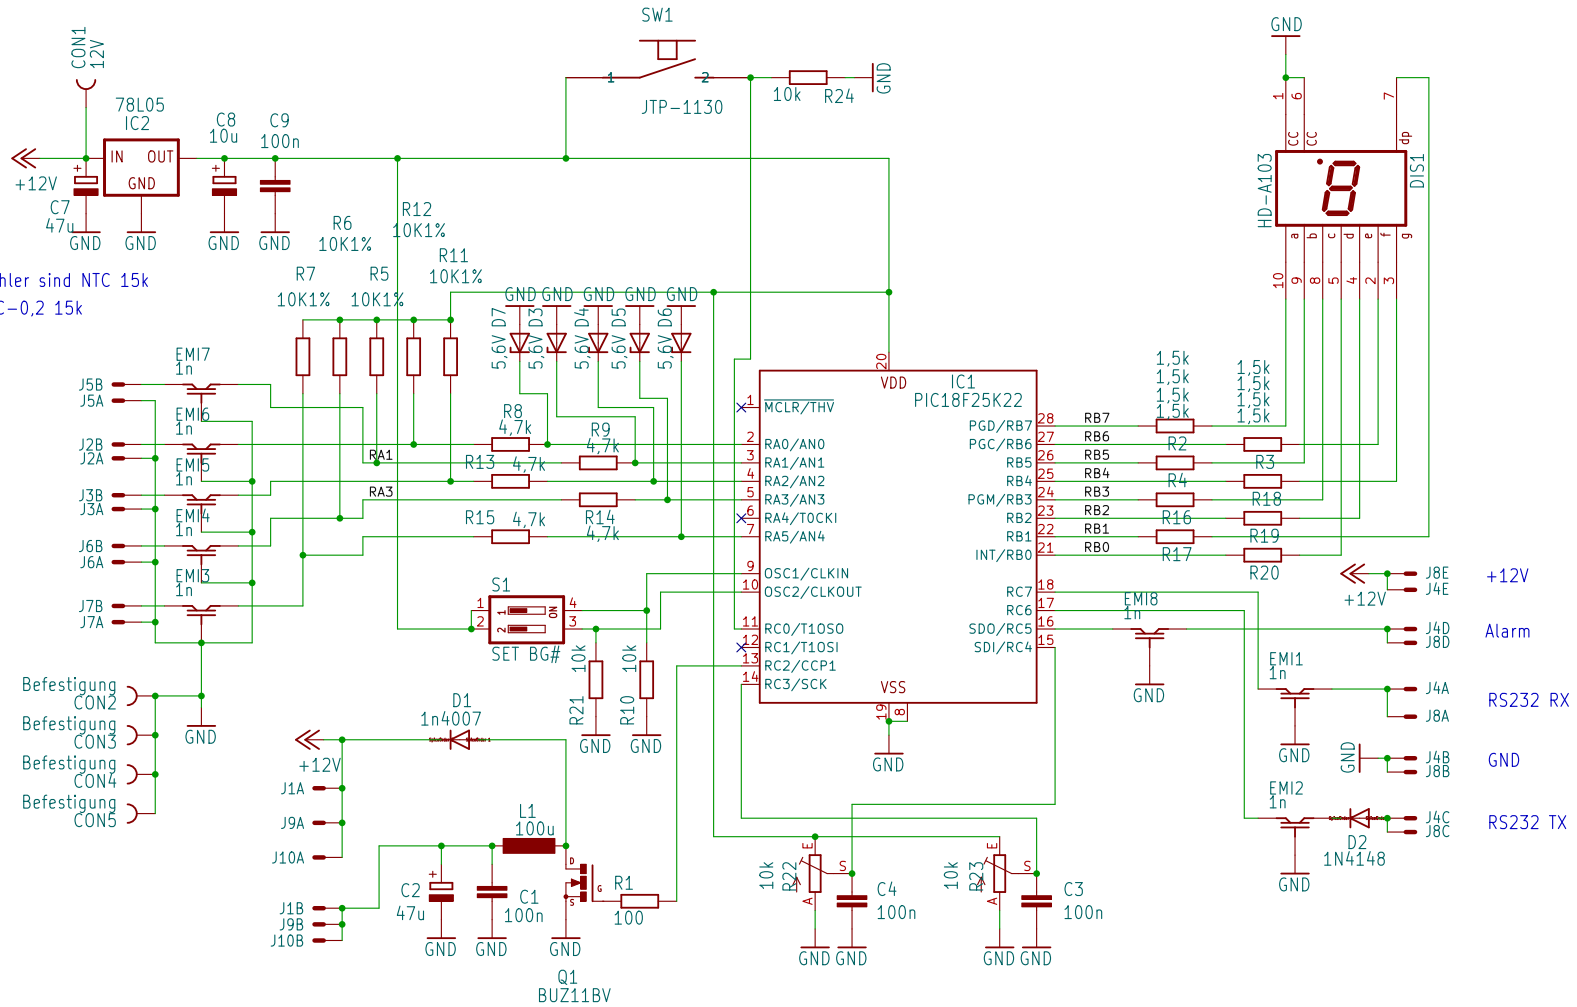 SW1
1
2
JTP-1130
10k
R24
GND
CON1
12V
78L05
IC2
IN
OUT
GND
+12V
C7
47u
GND
GND
C8
10u
GND
C9
100n
GND
hler sind NTC 15k
C-0,2 15k
R6
10K1%
R12
10K1%
R7
10K1%
R5
10K1%
R11
10K1%
GND
GND
GND
GND
GND
5,6V D7
5,6V D3
5,6V D4
5,6V D5
5,6V D6
GND
1
6
7
CC
CC
dp
HD-A103
DIS1
a
b
c
d
e
f
g
10
9
8
5
4
2
3
EMI7
1n
J5B
J5A
EMI6
1n
J2B
J2A
EMI5
1n
J3B
J3A
EMI4
1n
J6B
J6A
EMI3
1n
J7B
J7A
RA1
RA3
R8
4,7k
R9
4,7k
R13
4,7k
R14
4,7k
R15
4,7k
IC1
PIC18F25K22
20
VDD
1
MCLR/THV
2
RA0/AN0
3
RA1/AN1
4
RA2/AN2
5
RA3/AN3
6
RA4/T0CKI
7
RA5/AN4
9
OSC1/CLKIN
10
OSC2/CLKOUT
11
RC0/T1OSO
12
RC1/T1OSI
13
RC2/CCP1
14
RC3/SCK
PGD/RB7
28
RB7
PGC/RB6
27
RB6
RB5
26
RB5
RB4
25
RB4
PGM/RB3
24
RB3
RB2
23
RB2
RB1
22
RB1
INT/RB0
21
RB0
RC7
18
RC6
17
SDO/RC5
16
SDI/RC4
15
VSS
19
8
GND
1,5k
1,5k
1,5k
1,5k
1,5k
1,5k
1,5k
1,5k
R2
R3
R4
R18
R16
R19
R17
R20
S1
1
2
4
3
1
2
ON
SET BG#
10k
R21
GND
10k
R10
GND
Befestigung
CON2
Befestigung
CON3
Befestigung
CON4
Befestigung
CON5
GND
D1
1n4007
+12V
J1A
J9A
J10A
L1
100u
J1B
J9B
J10B
C2
47u
GND
C1
100n
GND
D
G
S
GND
Q1
BUZ11BV
R1
100
10k
R22
E
S
A
GND
C4
100n
GND
10k
R23
E
S
A
GND
C3
100n
GND
EMI8
1n
GND
+12V
J8E
J4E
+12V
J4D
J8D
Alarm
EMI1
1n
GND
J4A
J8A
RS232 RX
GND
J4B
J8B
GND
EMI2
1n
GND
D2
1N4148
J4C
J8C
RS232 TX